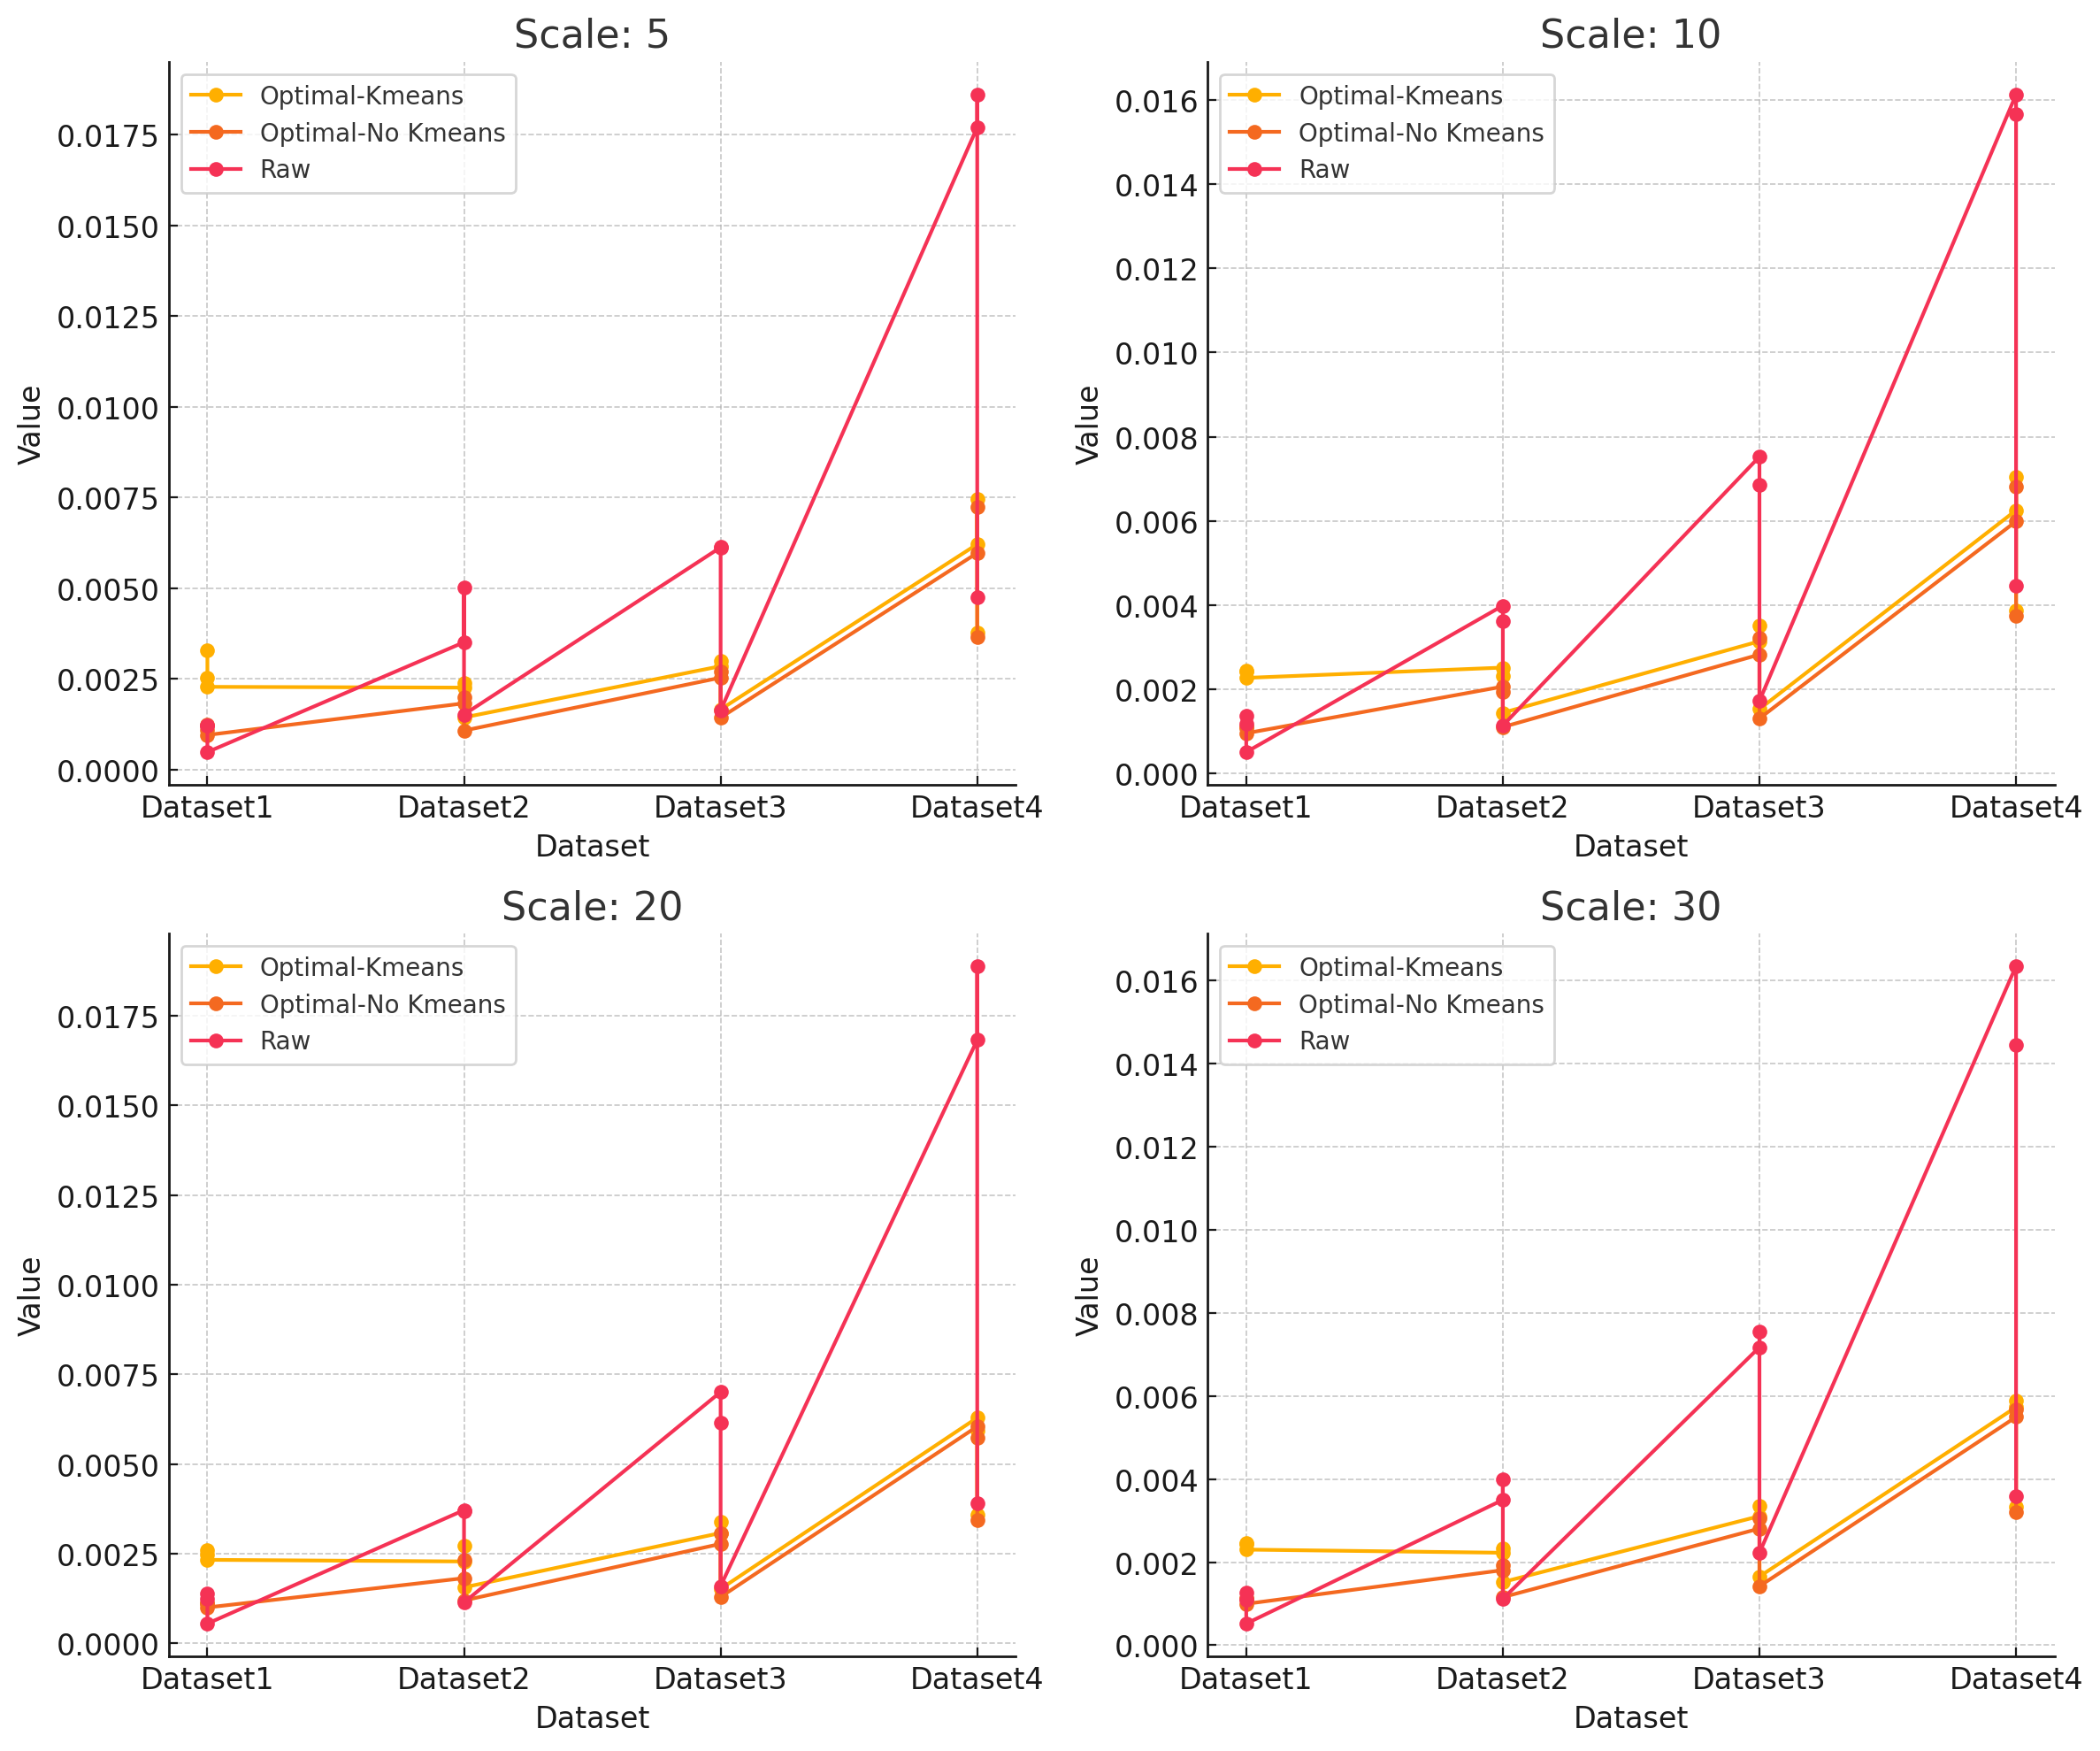 Scale: 5
Optimal-Kmeans
Optimal-No Kmeans
Raw
0.0175
0.0150
0.0125
0.0100
0.0075
0.0050
0.0025
0.0000
Value
Dataset1 Dataset2 Dataset3 Dataset4
Dataset
Scale: 10
Optimal-Kmeans
Optimal-No Kmeans
Raw
0.016
0.014
0.012
0.010
0.008
0.006
0.004
0.002
0.000
Value
Dataset1 Dataset2 Dataset3 Dataset4
Dataset
Scale: 20
Optimal-Kmeans
Optimal-No Kmeans
Raw
0.0175
0.0150
0.0125
0.0100
0.0075
0.0050
0.0025
0.0000
Value
Dataset1 Dataset2 Dataset3 Dataset4
Dataset
Scale: 30
Optimal-Kmeans
Optimal-No Kmeans
Raw
0.016
0.014
0.012
0.010
0.008
0.006
0.004
0.002
0.000
Value
Dataset1 Dataset2 Dataset3 Dataset4
Dataset